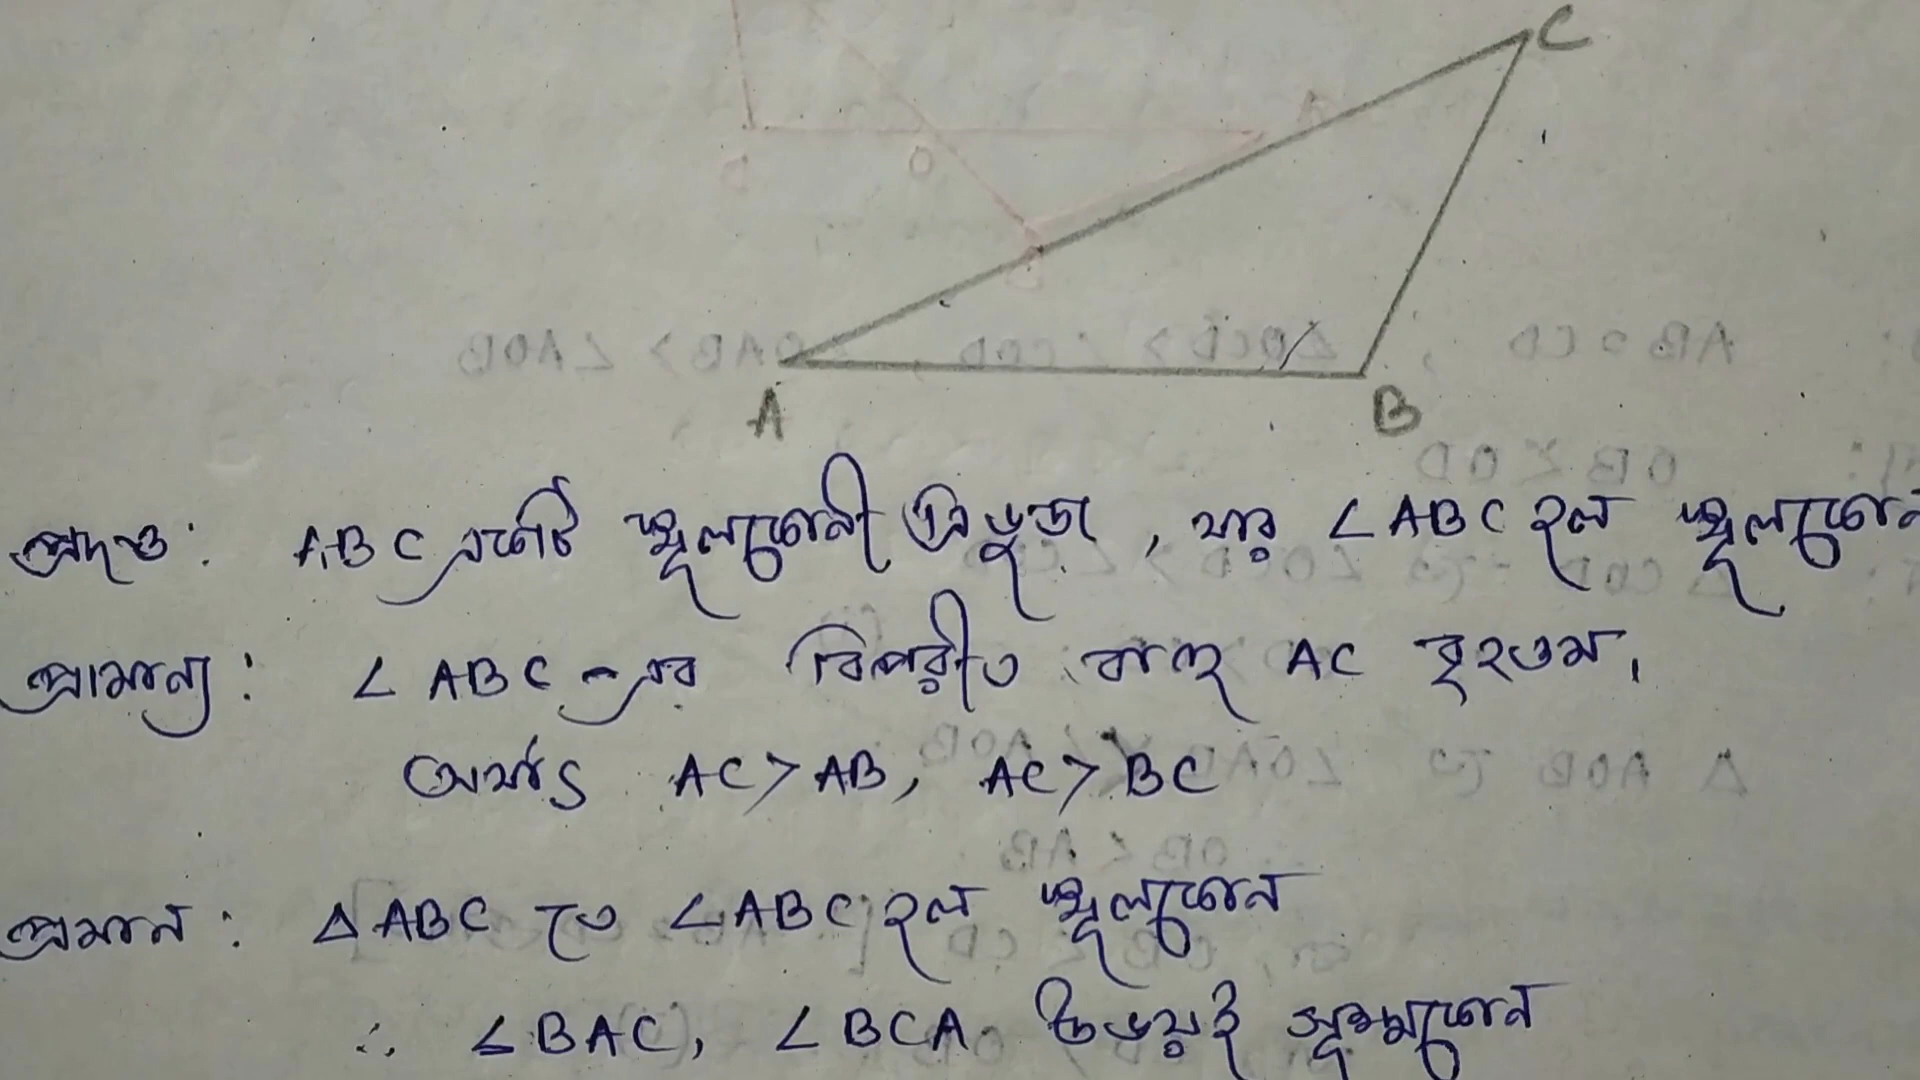 C
A
B
প্রদত্ত: ABC একটি স্থূলকোনী ত্রিভুজ, যার ∠ABC হল স্থূলকোন
প্রামান্য: ∠ABC-এর বিপরীত বাহু AC বৃহত্তম।
অর্থাৎ AC > AB, AC > BC
প্রমান: △ABC তে ∠ABC হল স্থূলকোন
∴ ∠BAC, ∠BCA উভয়ই সূক্ষ্মকোন